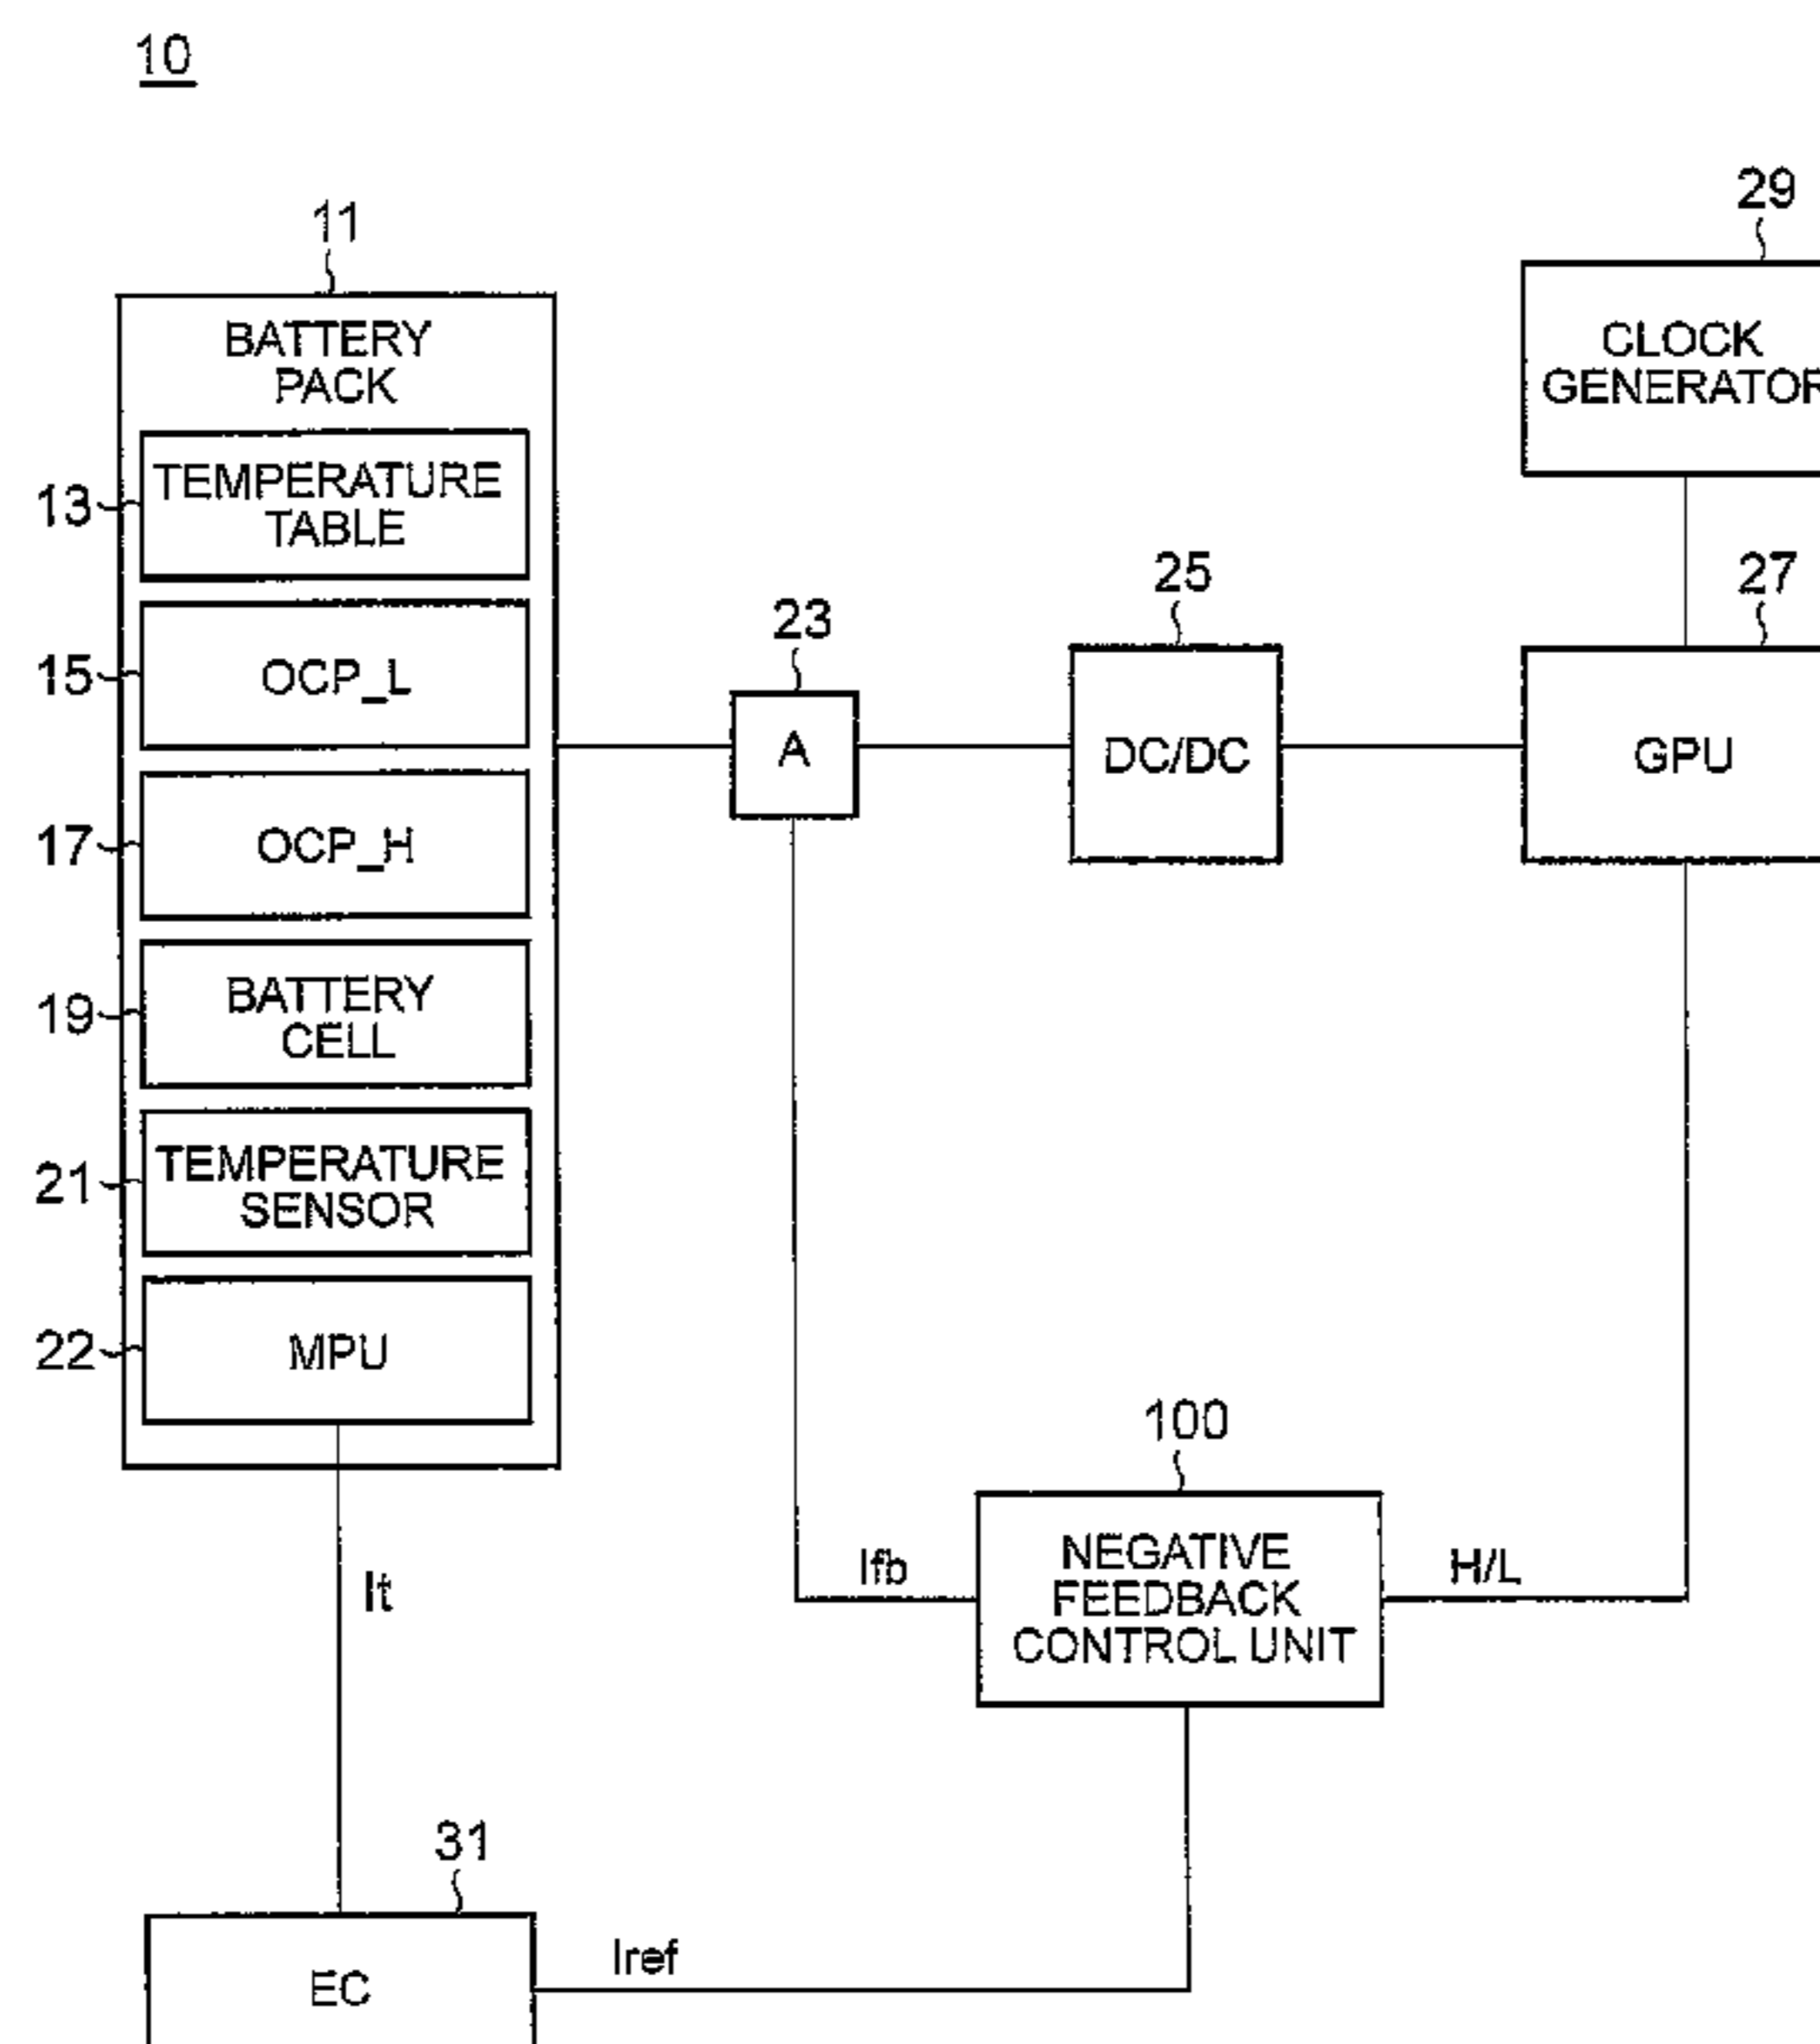 10
11
BATTERY
PACK
13
TEMPERATURE
TABLE
15
OCP_L
17
OCP_H
19
BATTERY
CELL
21
TEMPERATURE
SENSOR
22
MPU
It
23
A
25
DC/DC
29
CLOCK
GENERATOR
27
GPU
100
NEGATIVE
FEEDBACK
CONTROL UNIT
Ifb
H/L
31
EC
Iref